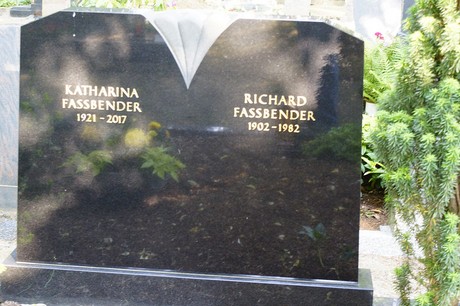 KATHARINA
FASSBENDER
1921 - 2017
RICHARD
FASSBENDER
1902 - 1982